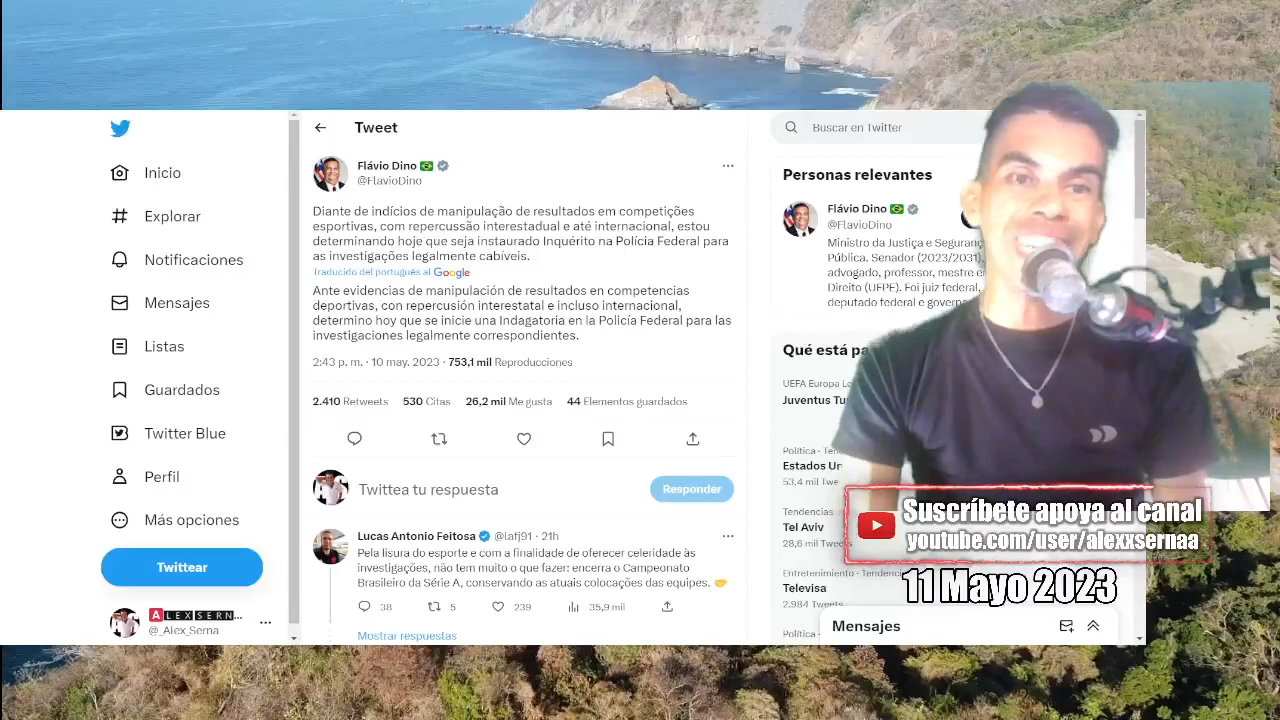 Inicio
Explorar
Notificaciones
Mensajes
Listas
Guardados
Twitter Blue
Perfil
Más opciones
Twittear
ALEXSERN...
@_Alex_Serna
Tweet
Flávio Dino
@FlavioDino
Diante de indícios de manipulação de resultados em competições
esportivas, com repercussão interestadual e até internacional, estou
determinando hoje que seja instaurado Inquérito na Polícia Federal para
as investigações legalmente cabíveis.
Traducido del portugués al Google
Ante evidencias de manipulación de resultados en competencias
deportivas, con repercusión interestatal e incluso internacional,
determino hoy que se inicie una Indagatoria en la Policía Federal para las
investigaciones legalmente correspondientes.
2:43 p. m. · 10 may. 2023 · 753,1 mil Reproducciones
2.410 Retweets 530 Citas 26,2 mil Me gusta 44 Elementos guardados
Twittea tu respuesta
Responder
Lucas Antonio Feitosa @lafj91 · 21h
Pela lisura do esporte e com a finalidade de oferecer celeridade às
investigações, não tem muito o que fazer: encerra o Campeonato
Brasileiro da Série A, conservando as atuais colocações das equipes.
38 5 239 35,9 mil
Mostrar respuestas
Buscar en Twitter
Personas relevantes
Flávio Dino
@FlavioDino
Ministro da Justiça e Seguranç
Pública. Senador (2023/2031),
advogado, professor, mestre e
Direito (UFPE). Foi juiz federal,
deputado federal e governa
Qué está pa
UEFA Europa Le
Juventus Tu
Política · Ten
Estados Un
53,4 mil Twe
Tendencias
Tel Aviv
28,6 mil Tweets
Entretenimiento · Tendenci
Televisa
2.984 Tweets
Política ·
Mensajes
Suscríbete apoya al canal
youtube.com/user/alexxsernaa
11 Mayo 2023